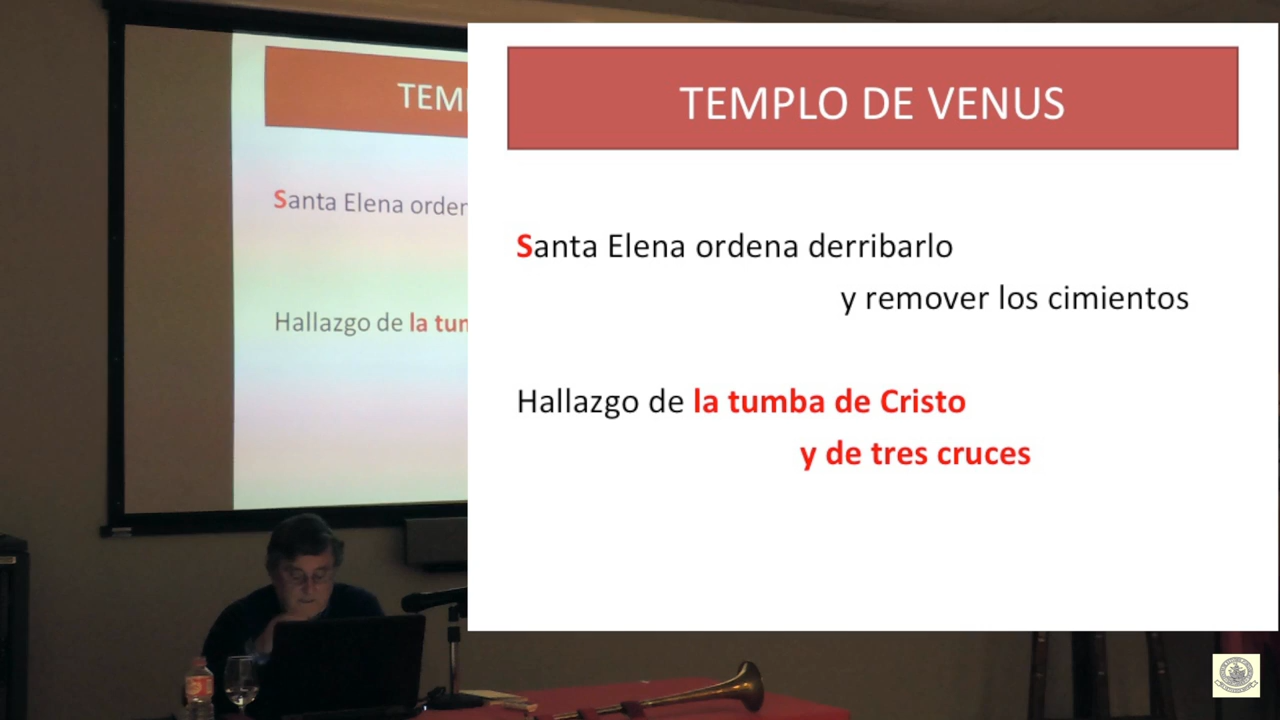 TEM
Santa Elena orden
Hallazgo de la tum
TEMPLO DE VENUS
Santa Elena ordena derribarlo
y remover los cimientos
Hallazgo de la tumba de Cristo
y de tres cruces